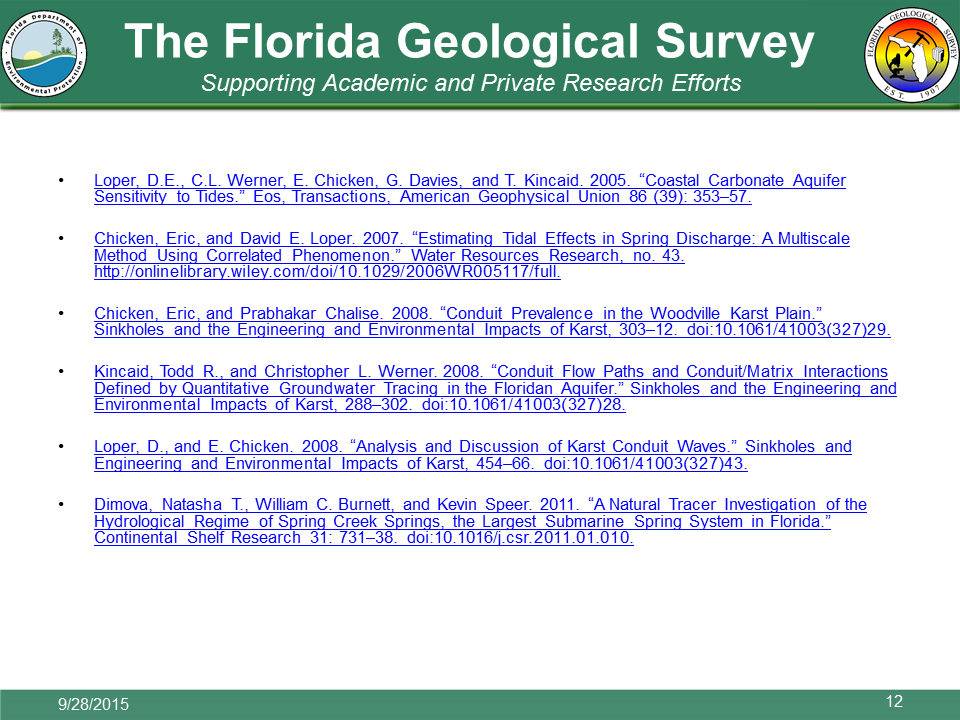 The Florida Geological Survey
Supporting Academic and Private Research Efforts
Florida Department of
Environmental Protection
FLORIDA GEOLOGICAL SURVEY
EST. 1907
• Loper, D.E., C.L. Werner, E. Chicken, G. Davies, and T. Kincaid. 2005. “Coastal Carbonate Aquifer
Sensitivity to Tides.” Eos, Transactions, American Geophysical Union 86 (39): 353–57.
• Chicken, Eric, and David E. Loper. 2007. “Estimating Tidal Effects in Spring Discharge: A Multiscale
Method Using Correlated Phenomenon.” Water Resources Research, no. 43.
http://onlinelibrary.wiley.com/doi/10.1029/2006WR005117/full.
• Chicken, Eric, and Prabhakar Chalise. 2008. “Conduit Prevalence in the Woodville Karst Plain.”
Sinkholes and the Engineering and Environmental Impacts of Karst, 303–12. doi:10.1061/41003(327)29.
• Kincaid, Todd R., and Christopher L. Werner. 2008. “Conduit Flow Paths and Conduit/Matrix Interactions
Defined by Quantitative Groundwater Tracing in the Floridan Aquifer.” Sinkholes and the Engineering and
Environmental Impacts of Karst, 288–302. doi:10.1061/41003(327)28.
• Loper, D., and E. Chicken. 2008. “Analysis and Discussion of Karst Conduit Waves.” Sinkholes and
Engineering and Environmental Impacts of Karst, 454–66. doi:10.1061/41003(327)43.
• Dimova, Natasha T., William C. Burnett, and Kevin Speer. 2011. “A Natural Tracer Investigation of the
Hydrological Regime of Spring Creek Springs, the Largest Submarine Spring System in Florida.”
Continental Shelf Research 31: 731–38. doi:10.1016/j.csr.2011.01.010.
9/28/2015
12